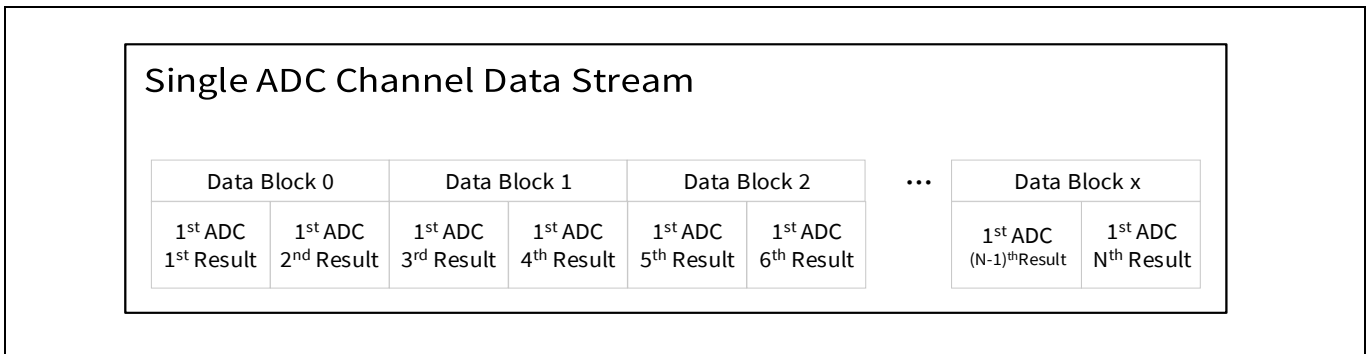 Single ADC Channel Data Stream
Data Block 0 Data Block 1 Data Block 2 ... Data Block x
1st ADC 1st ADC 1st ADC 1st ADC 1st ADC 1st ADC 1st ADC 1st ADC
1st Result 2nd Result 3rd Result 4th Result 5th Result 6th Result (N-1)thResult Nth Result